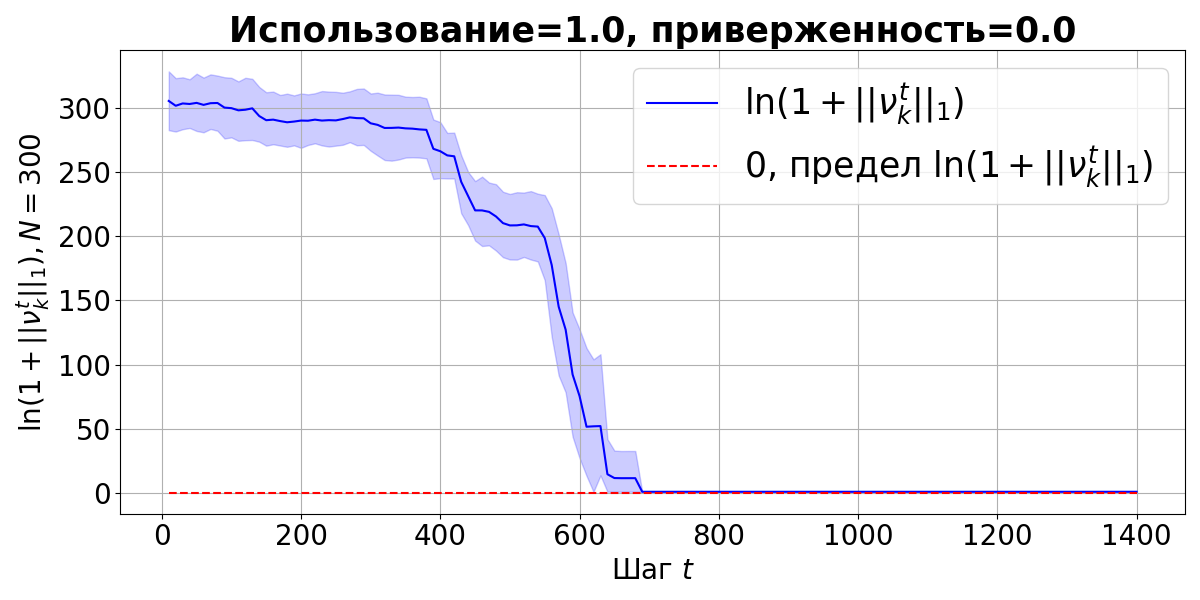 Использование=1.0, приверженность=0.0
ln(1 + ||ν_k^t||_1), N = 300
300
250
200
150
100
50
0
ln(1 + ||ν_k^t||_1)
0, предел ln(1 + ||ν_k^t||_1)
0 200 400 600 800 1000 1200 1400
Шаг t